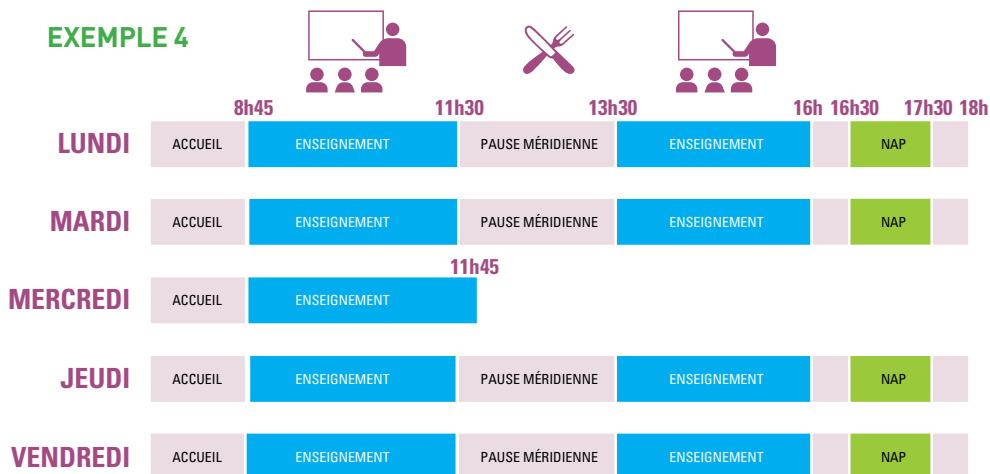 EXEMPLE 4
8h45 11h30 13h30 16h 16h30 17h30 18h
LUNDI ACCUEIL ENSEIGNEMENT PAUSE MÉRIDIENNE ENSEIGNEMENT NAP
MARDI ACCUEIL ENSEIGNEMENT PAUSE MÉRIDIENNE ENSEIGNEMENT NAP
11h45
MERCREDI ACCUEIL ENSEIGNEMENT
JEUDI ACCUEIL ENSEIGNEMENT PAUSE MÉRIDIENNE ENSEIGNEMENT NAP
VENDREDI ACCUEIL ENSEIGNEMENT PAUSE MÉRIDIENNE ENSEIGNEMENT NAP